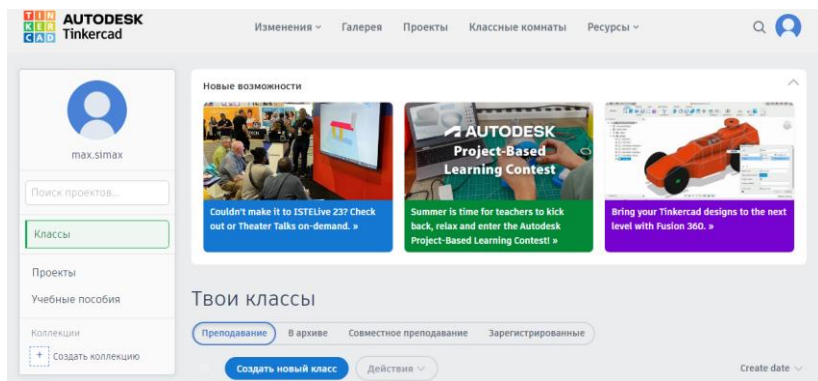 TIN
KER
CAD
AUTODESK
Tinkercad
Изменения
Галерея
Проекты
Классные комнаты
Ресурсы
max.simax
Поиск проектов...
Классы
Проекты
Учебные пособия
Коллекции
+ Создать коллекцию
Новые возможности
Couldn't make it to ISTELive 23? Check
out or Theater Talks on-demand. »
AUTODESK
Project-Based
Learning Contest
Summer is time for teachers to kick
back, relax and enter the Autodesk
Project-Based Learning Contest! »
Bring your Tinkercad designs to the next
level with Fusion 360. »
Твои классы
Преподавание
В архиве
Совместное преподавание
Зарегистрированные
Создать новый класс
Действия
Create date